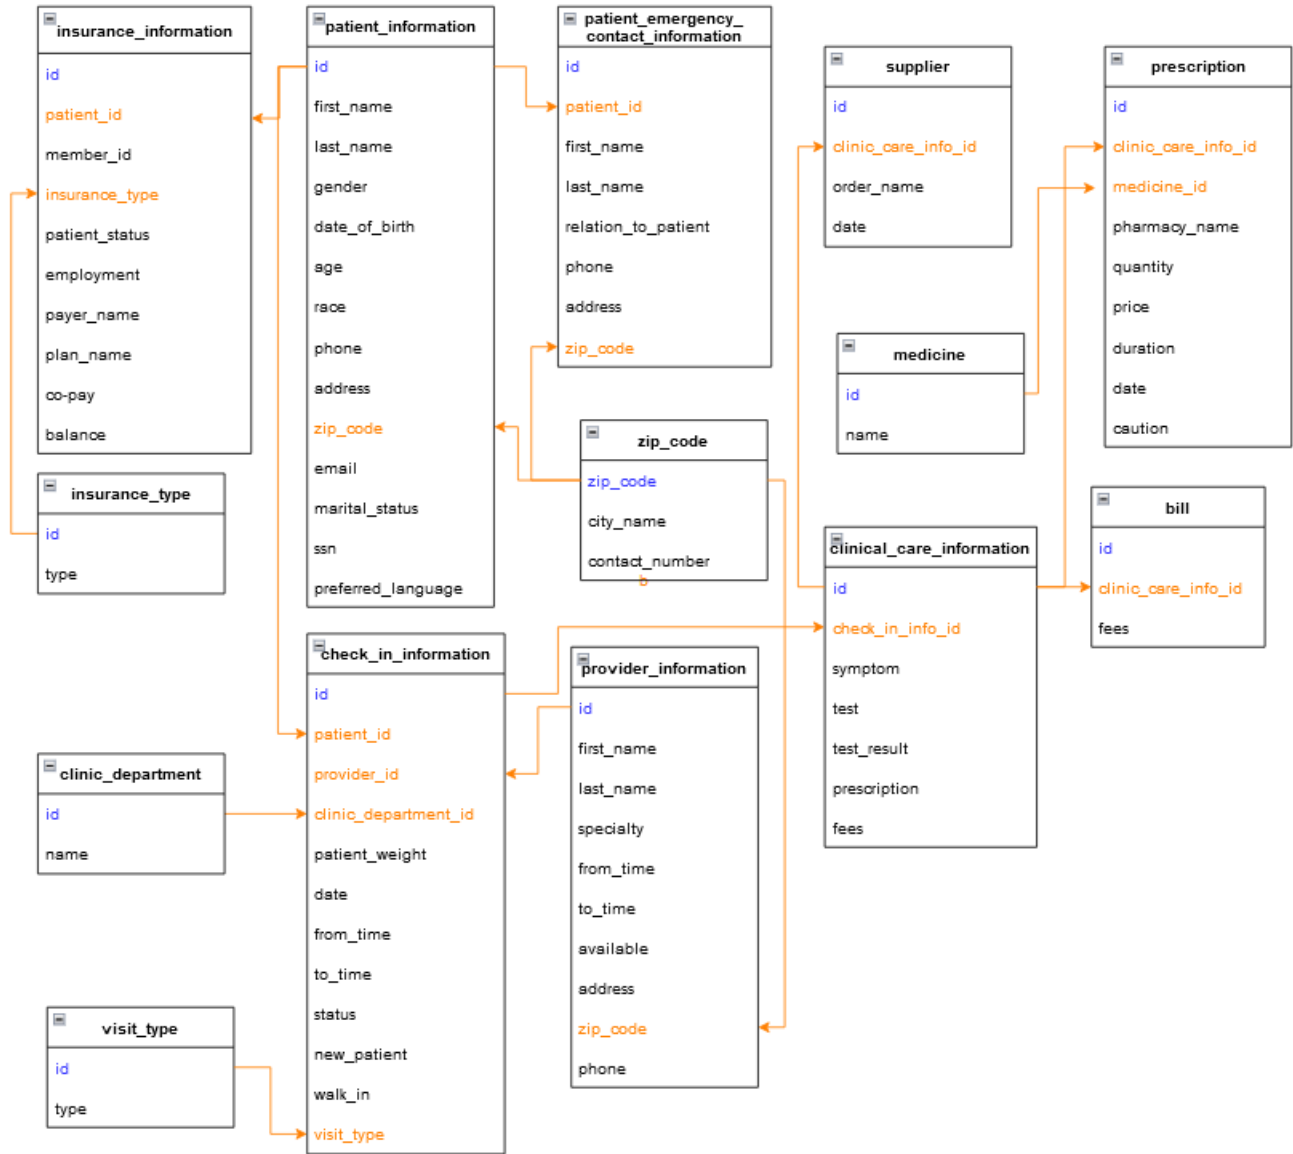 insurance_information
id
patient_id
member_id
insurance_type
patient_status
employment
payer_name
plan_name
co-pay
balance
insurance_type
id
type
patient_information
id
first_name
last_name
gender
date_of_birth
age
race
phone
address
zip_code
email
marital_status
ssn
preferred_language
patient_emergency_
contact_information
id
patient_id
first_name
last_name
relation_to_patient
phone
address
zip_code
supplier
id
clinic_care_info_id
order_name
date
prescription
id
clinic_care_info_id
medicine_id
pharmacy_name
quantity
price
duration
date
caution
medicine
id
name
zip_code
zip_code
city_name
contact_number
b
clinical_care_information
id
check_in_info_id
symptom
test
test_result
prescription
fees
bill
id
clinic_care_info_id
fees
check_in_information
id
patient_id
provider_id
clinic_department_id
patient_weight
date
from_time
to_time
status
new_patient
walk_in
visit_type
provider_information
id
first_name
last_name
specialty
from_time
to_time
available
address
zip_code
phone
clinic_department
id
name
visit_type
id
type